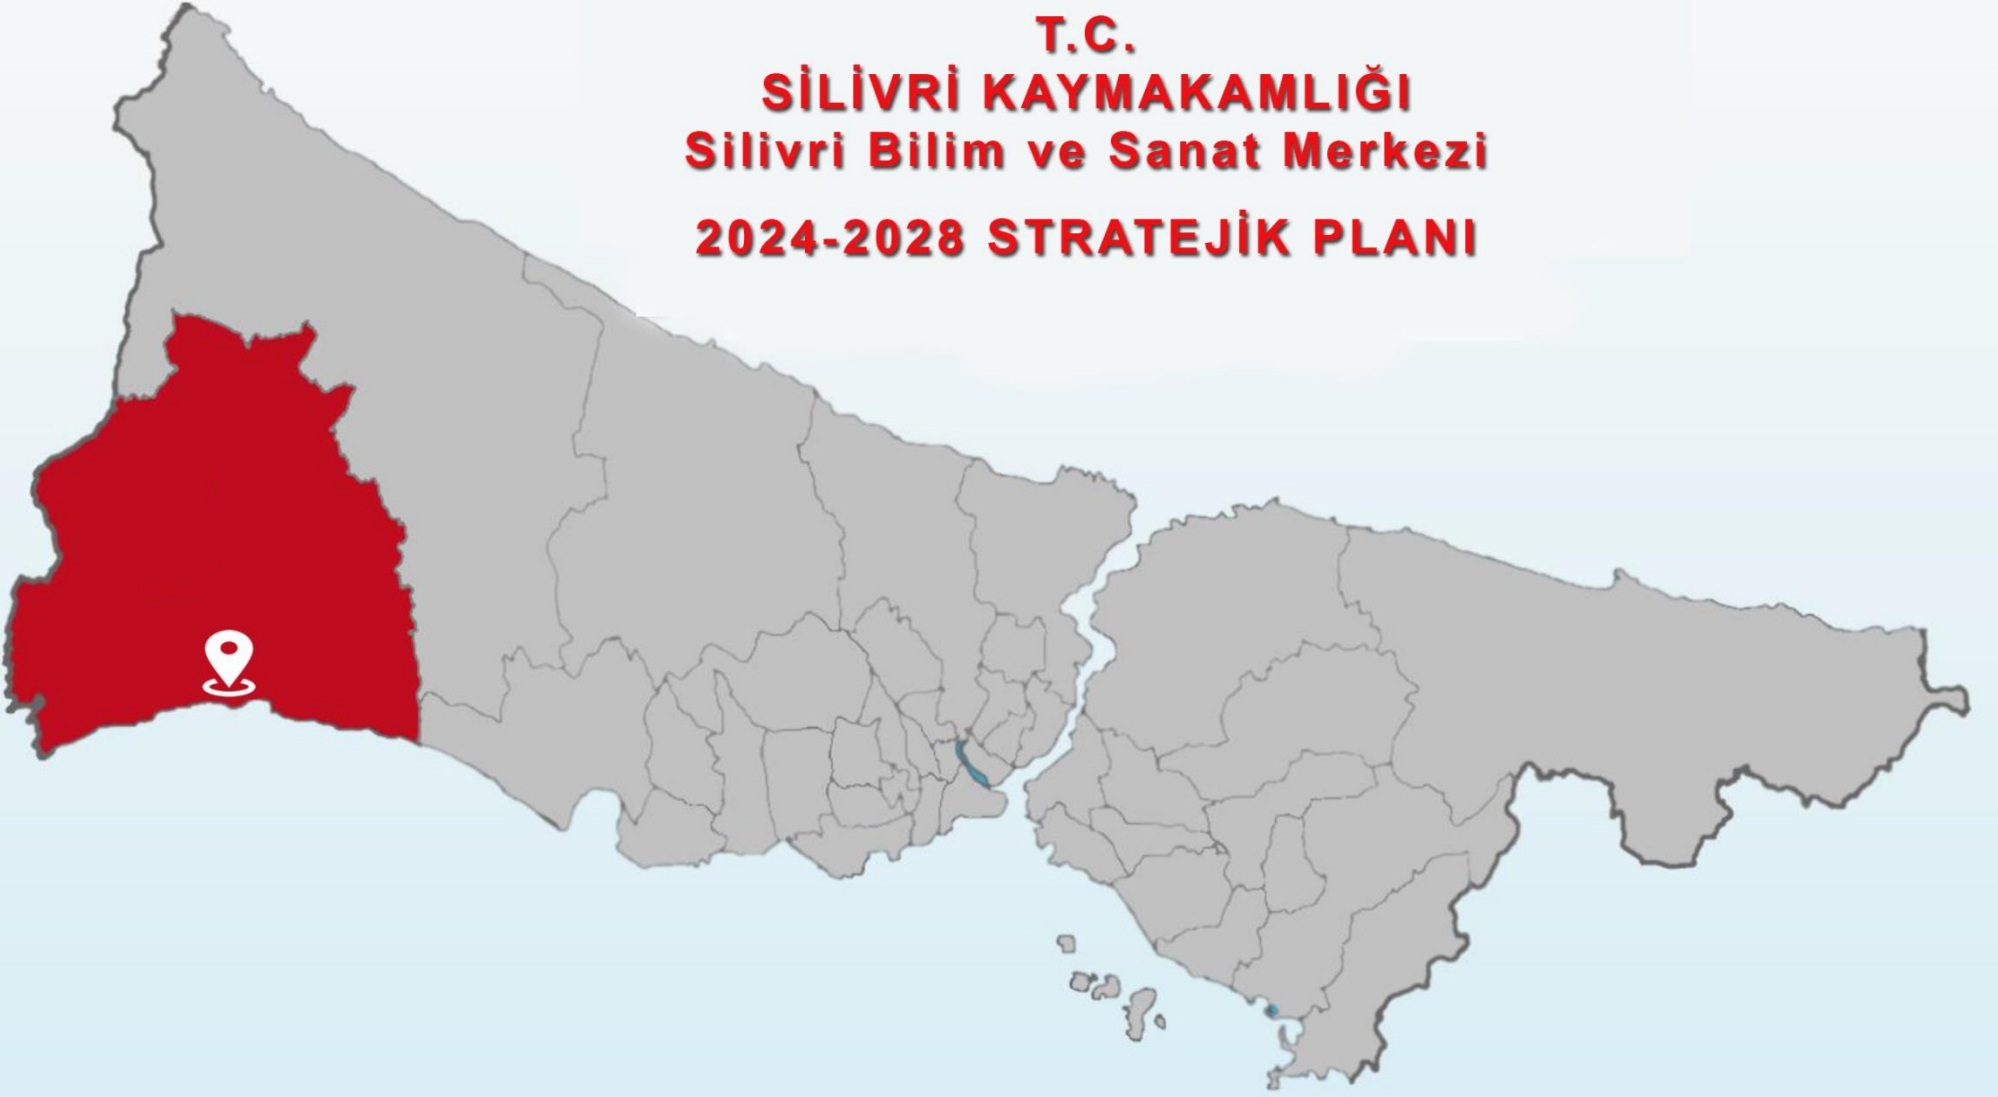 T.C.
SİLİVRİ KAYMAKAMLIĞI
Silivri Bilim ve Sanat Merkezi
2024-2028 STRATEJİK PLANI